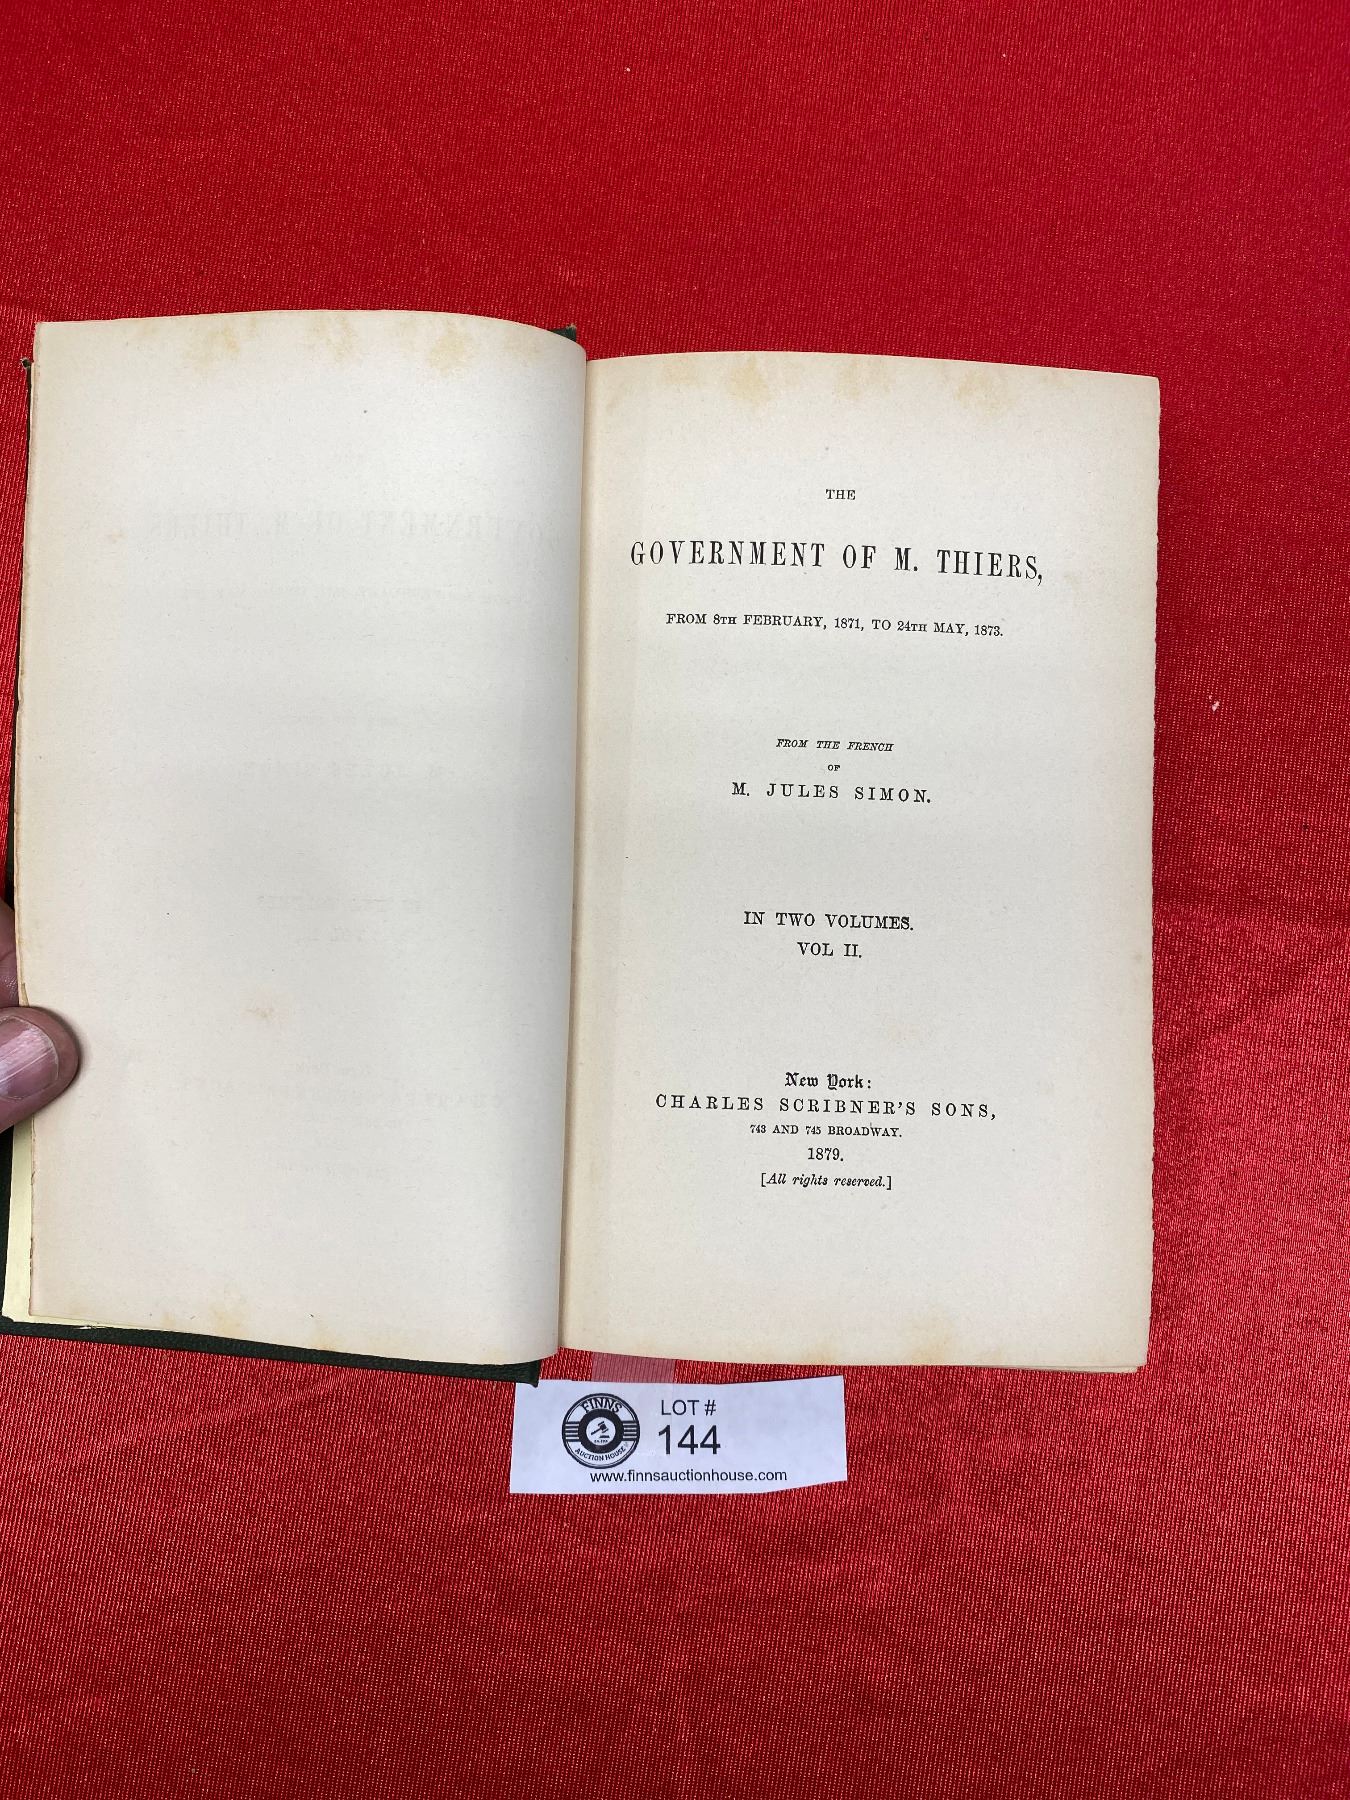 THE
GOVERNMENT OF M. THIERS,
FROM 8TH FEBRUARY, 1871, TO 24TH MAY, 1873.
FROM THE FRENCH
OF
M. JULES SIMON.
IN TWO VOLUMES.
VOL II.
New York:
CHARLES SCRIBNER'S SONS,
743 AND 745 BROADWAY.
1879.
[All rights reserved.]
FINNS
AUCTION HOUSE
LOT #
144
www.finnsauctionhouse.com